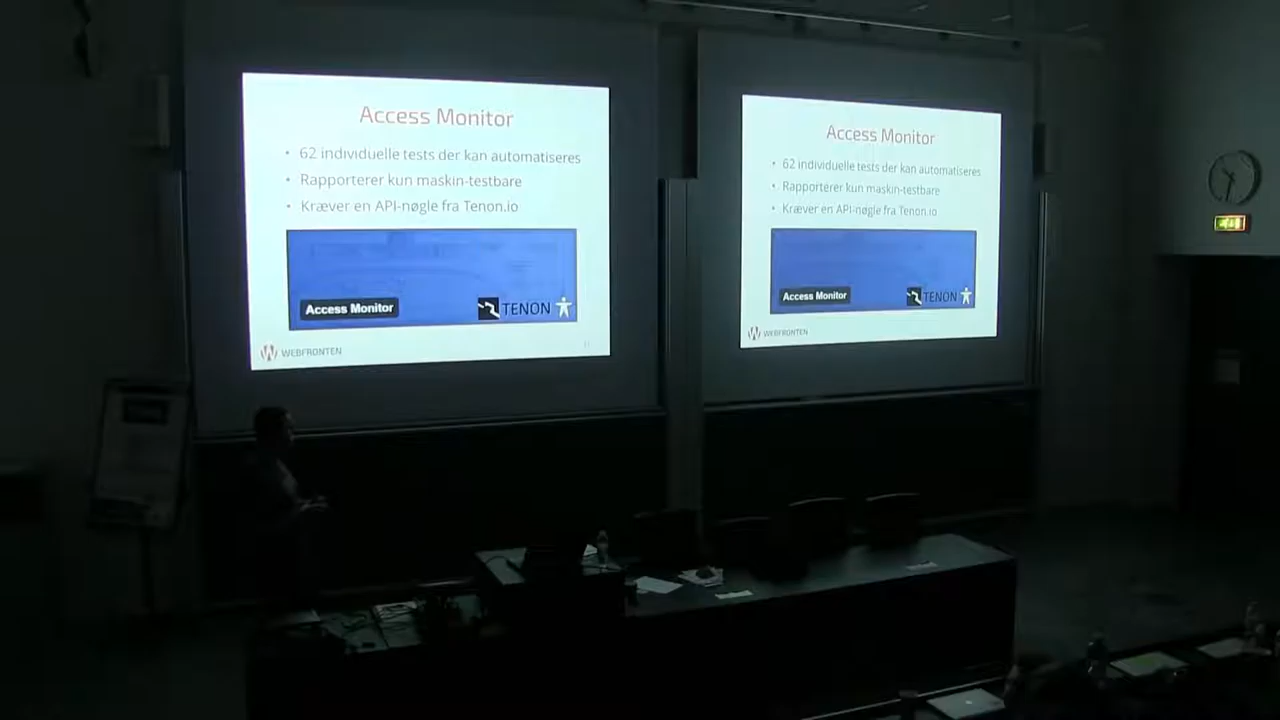 Access Monitor
• 62 individuelle tests der kan automatiseres
• Rapporterer kun maskin-testbare
• Kræver en API-nøgle fra Tenon.io
Access Monitor
TENON
WEBFRONTEN
Access Monitor
• 62 individuelle tests der kan automatiseres
• Rapporterer kun maskin-testbare
• Kræver en API-nøgle fra Tenon.io
Access Monitor
TENON
WEBFRONTEN